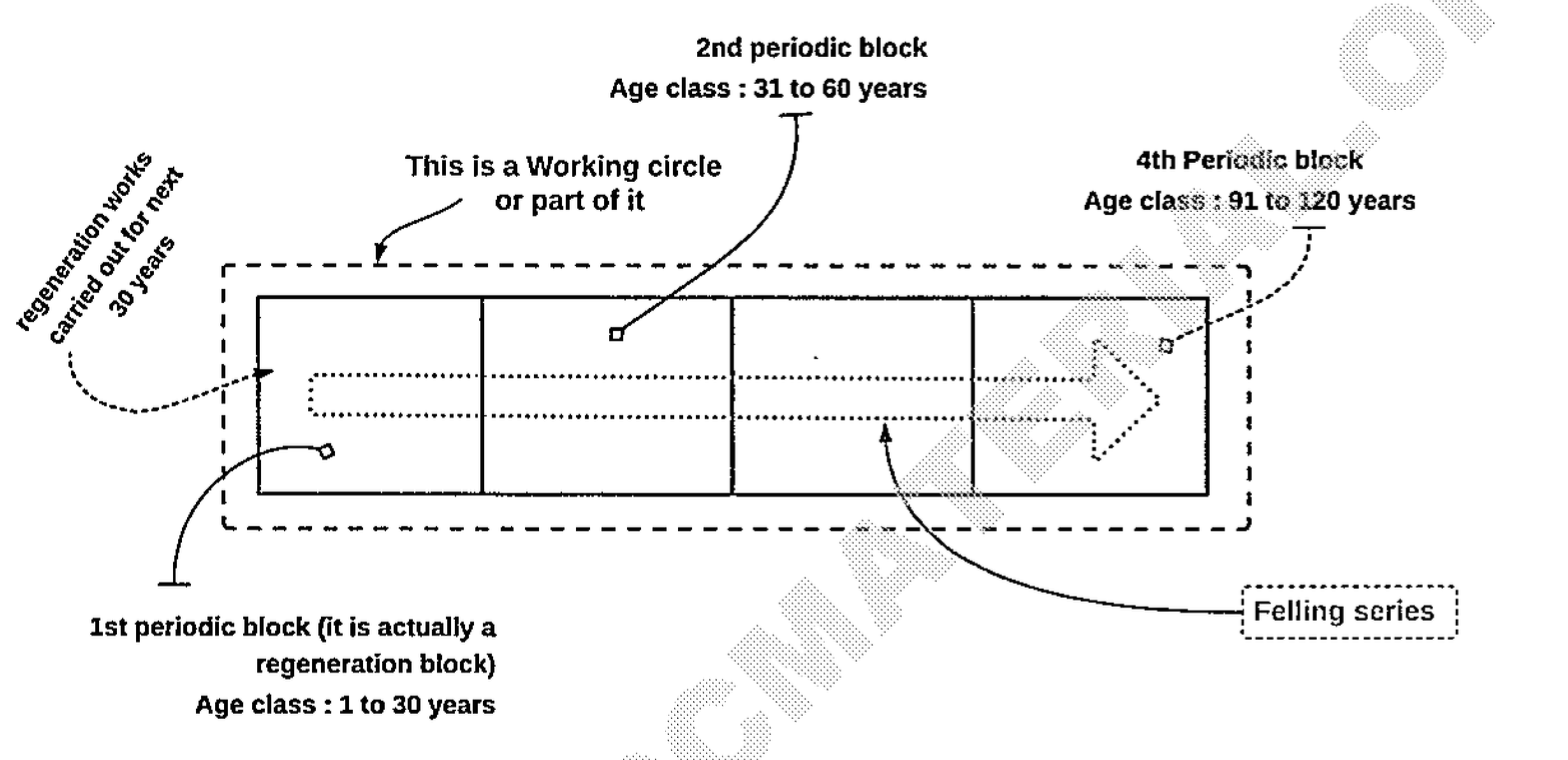 2nd periodic block
Age class : 31 to 60 years
This is a Working circle
or part of it
4th Periodic block
Age class : 91 to 120 years
regeneration works
carried out for next
30 years
Felling series
1st periodic block (it is actually a
regeneration block)
Age class : 1 to 30 years